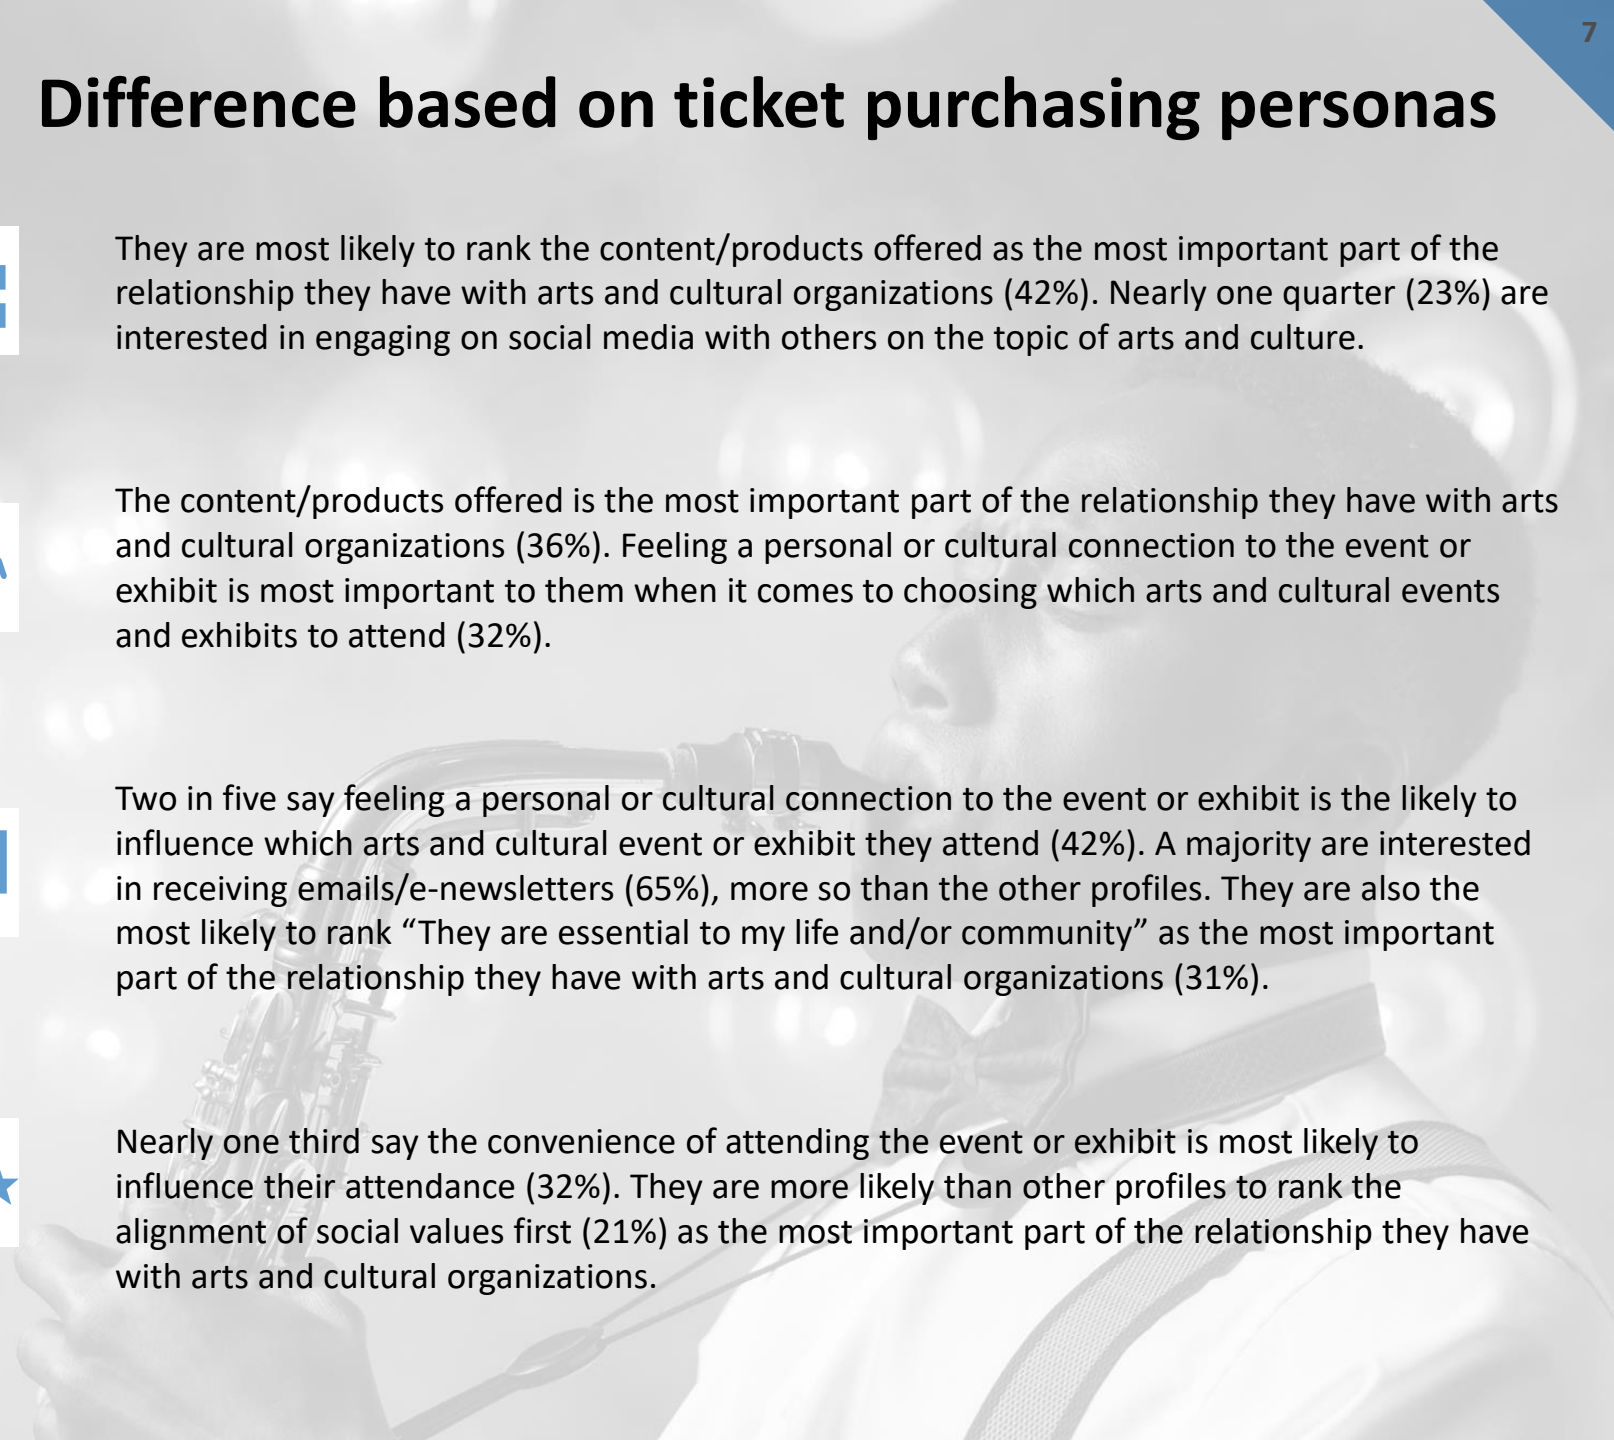 7
Difference based on ticket purchasing personas
They are most likely to rank the content/products offered as the most important part of the
relationship they have with arts and cultural organizations (42%). Nearly one quarter (23%) are
interested in engaging on social media with others on the topic of arts and culture.
The content/products offered is the most important part of the relationship they have with arts
and cultural organizations (36%). Feeling a personal or cultural connection to the event or
exhibit is most important to them when it comes to choosing which arts and cultural events
and exhibits to attend (32%).
Two in five say feeling a personal or cultural connection to the event or exhibit is the likely to
influence which arts and cultural event or exhibit they attend (42%). A majority are interested
in receiving emails/e-newsletters (65%), more so than the other profiles. They are also the
most likely to rank “They are essential to my life and/or community” as the most important
part of the relationship they have with arts and cultural organizations (31%).
Nearly one third say the convenience of attending the event or exhibit is most likely to
influence their attendance (32%). They are more likely than other profiles to rank the
alignment of social values first (21%) as the most important part of the relationship they have
with arts and cultural organizations.